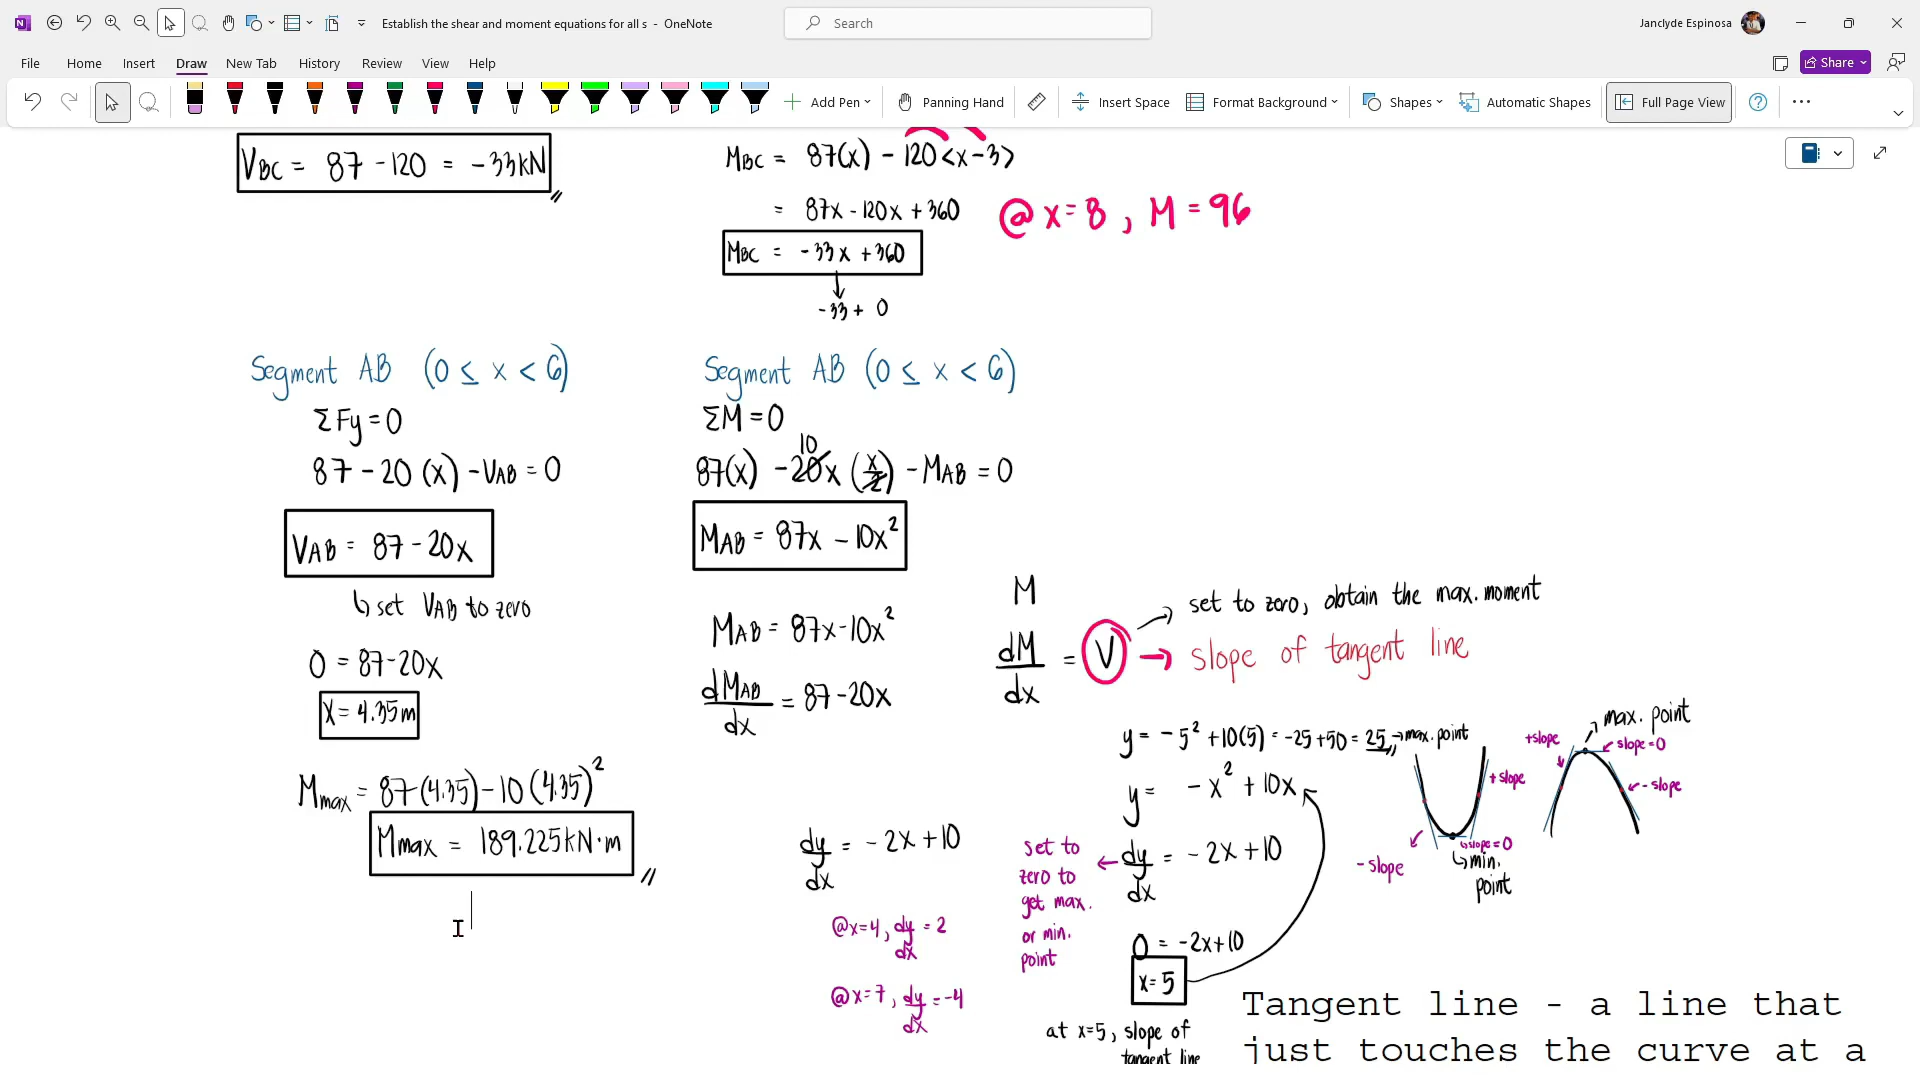 Establish the shear and moment equations for all s - OneNote
Search
Janclyde Espinosa
File Home Insert Draw New Tab History Review View Help
Share
Add Pen
Panning Hand
Insert Space
Format Background
Shapes
Automatic Shapes
Full Page View
VBC = 87 - 120 = -33kN
MBC = 87(x) - 120<x-3>
= 87x - 120x + 360
@ x = 8, M = 96
MBC = -33x + 360
-33 + 0
Segment AB (0 ≤ x < 6)
ΣFy = 0
87 - 20 (x) - VAB = 0
VAB = 87 - 20x
↳ set VAB to zero
0 = 87-20x
x = 4.35m
Mmax = 87(4.35) - 10(4.35)²
Mmax = 189.225kN·m
Segment AB (0 ≤ x < 6)
ΣM = 0
10
87(x) - 20x (x/2) - MAB = 0
MAB = 87x - 10x²
MAB = 87x-10x²
dMAB/dx = 87-20x
M
dM/dx = V
→ set to zero, obtain the max. moment
→ slope of tangent line
y = -5² +10(5) = -25 +50 = 25 → max. point
y = -x² + 10x
dy/dx = -2x + 10
set to
zero to
get max.
or min.
point
0 = -2x+10
x = 5
at x=5, slope of
tangent line
dy/dx = -2x+10
@x=4, dy/dx = 2
@x=7, dy/dx = -4
+ slope
- slope
slope=0
min.
point
max. point
+slope
slope=0
- slope
Tangent line - a line that
just touches the curve at a